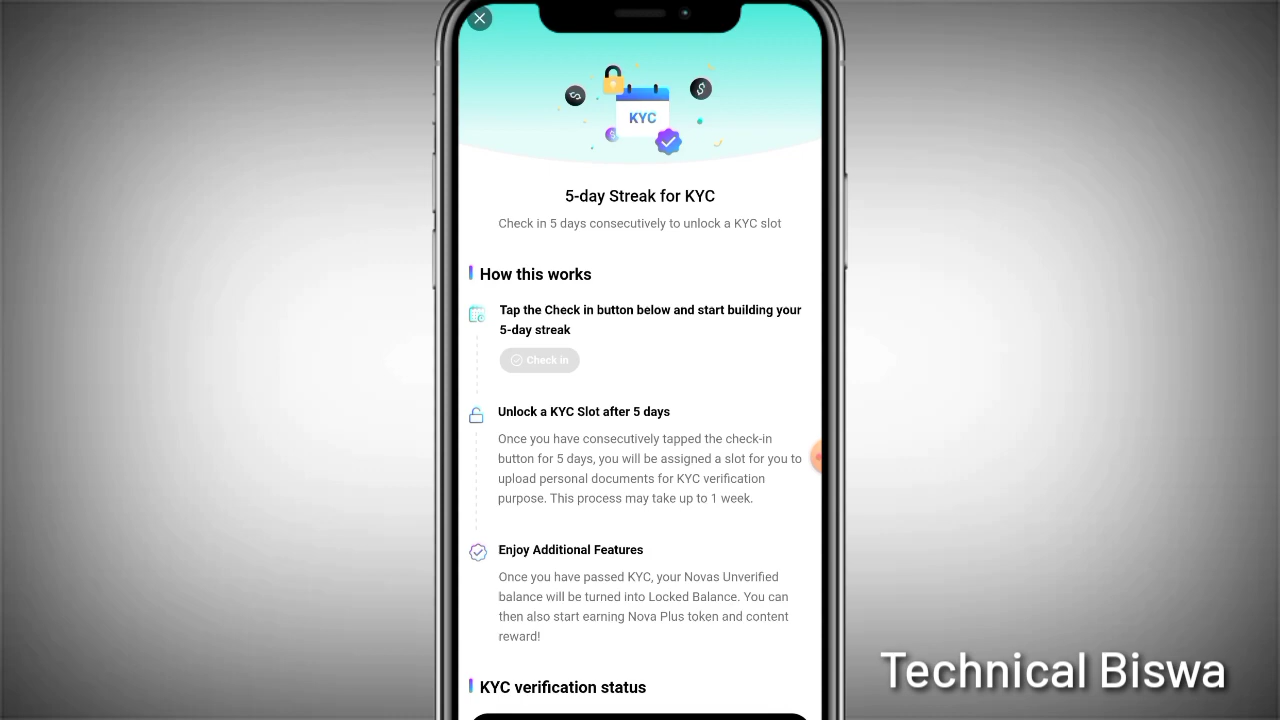 KYC
5-day Streak for KYC
Check in 5 days consecutively to unlock a KYC slot
How this works
Tap the Check in button below and start building your
5-day streak
Check in
Unlock a KYC Slot after 5 days
Once you have consecutively tapped the check-in
button for 5 days, you will be assigned a slot for you to
upload personal documents for KYC verification
purpose. This process may take up to 1 week.
Enjoy Additional Features
Once you have passed KYC, your Novas Unverified
balance will be turned into Locked Balance. You can
then also start earning Nova Plus token and content
reward!
KYC verification status
Technical Biswa